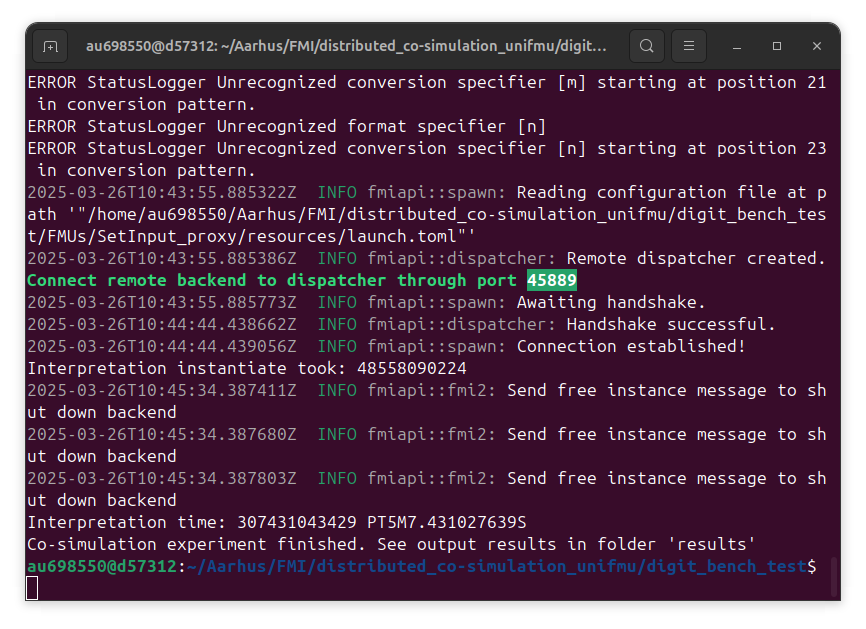 au698550@d57312: ~/Aarhus/FMI/distributed_co-simulation_unifmu/digit...
ERROR StatusLogger Unrecognized conversion specifier [m] starting at position 21
 in conversion pattern.
ERROR StatusLogger Unrecognized format specifier [n]
ERROR StatusLogger Unrecognized conversion specifier [n] starting at position 23
 in conversion pattern.
2025-03-26T10:43:55.885322Z  INFO fmiapi::spawn: Reading configuration file at p
ath '"/home/au698550/Aarhus/FMI/distributed_co-simulation_unifmu/digit_bench_tes
t/FMUs/SetInput_proxy/resources/launch.toml"'
2025-03-26T10:43:55.885386Z  INFO fmiapi::dispatcher: Remote dispatcher created.
Connect remote backend to dispatcher through port 45889
2025-03-26T10:43:55.885773Z  INFO fmiapi::spawn: Awaiting handshake.
2025-03-26T10:44:44.438662Z  INFO fmiapi::dispatcher: Handshake successful.
2025-03-26T10:44:44.439056Z  INFO fmiapi::spawn: Connection established!
Interpretation instantiate took: 48558090224
2025-03-26T10:45:34.387411Z  INFO fmiapi::fmi2: Send free instance message to sh
ut down backend
2025-03-26T10:45:34.387680Z  INFO fmiapi::fmi2: Send free instance message to sh
ut down backend
2025-03-26T10:45:34.387803Z  INFO fmiapi::fmi2: Send free instance message to sh
ut down backend
Interpretation time: 307431043429 PT5M7.431027639S
Co-simulation experiment finished. See output results in folder 'results'
au698550@d57312:~/Aarhus/FMI/distributed_co-simulation_unifmu/digit_bench_test$